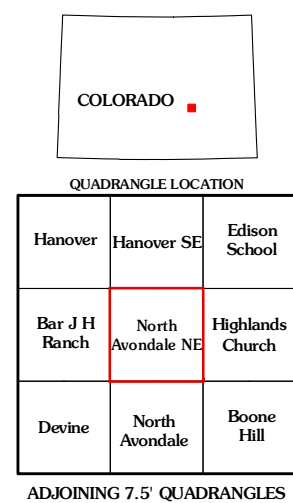 COLORADO
QUADRANGLE LOCATION
Hanover
Hanover SE
Edison
School
Bar J H
Ranch
North
Avondale NE
Highlands
Church
Devine
North
Avondale
Boone
Hill
ADJOINING 7.5' QUADRANGLES